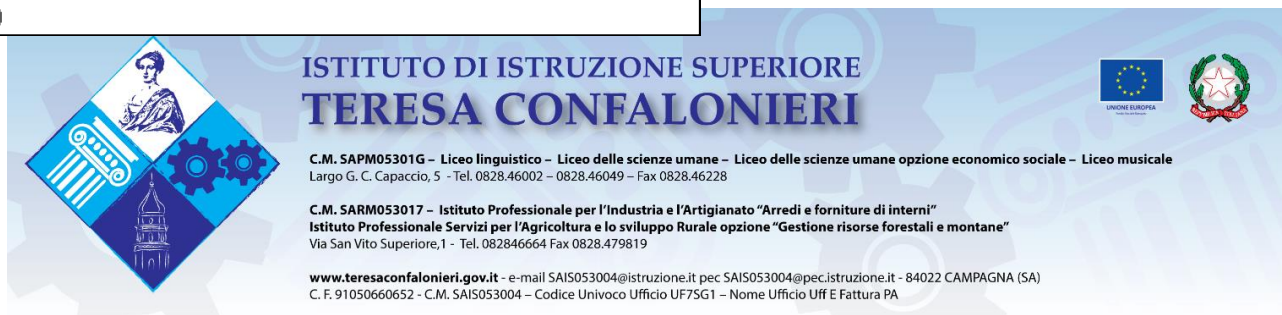 ISTITUTO DI ISTRUZIONE SUPERIORE
TERESA CONFALONIERI
UNIONE EUROPEA
C.M. SAPM05301G – Liceo linguistico – Liceo delle scienze umane – Liceo delle scienze umane opzione economico sociale – Liceo musicale
Largo G. C. Capaccio, 5 - Tel. 0828.46002 – 0828.46049 – Fax 0828.46228
C.M. SARM053017 – Istituto Professionale per l'Industria e l'Artigianato “Arredi e forniture di interni”
Istituto Professionale Servizi per l'Agricoltura e lo sviluppo Rurale opzione “Gestione risorse forestali e montane”
Via San Vito Superiore,1 - Tel. 082846664 Fax 0828.479819
www.teresaconfalonieri.gov.it - e-mail SAIS053004@istruzione.it pec SAIS053004@pec.istruzione.it - 84022 CAMPAGNA (SA)
C. F. 91050660652 - C.M. SAIS053004 – Codice Univoco Ufficio UF7SG1 – Nome Ufficio Uff E Fattura PA